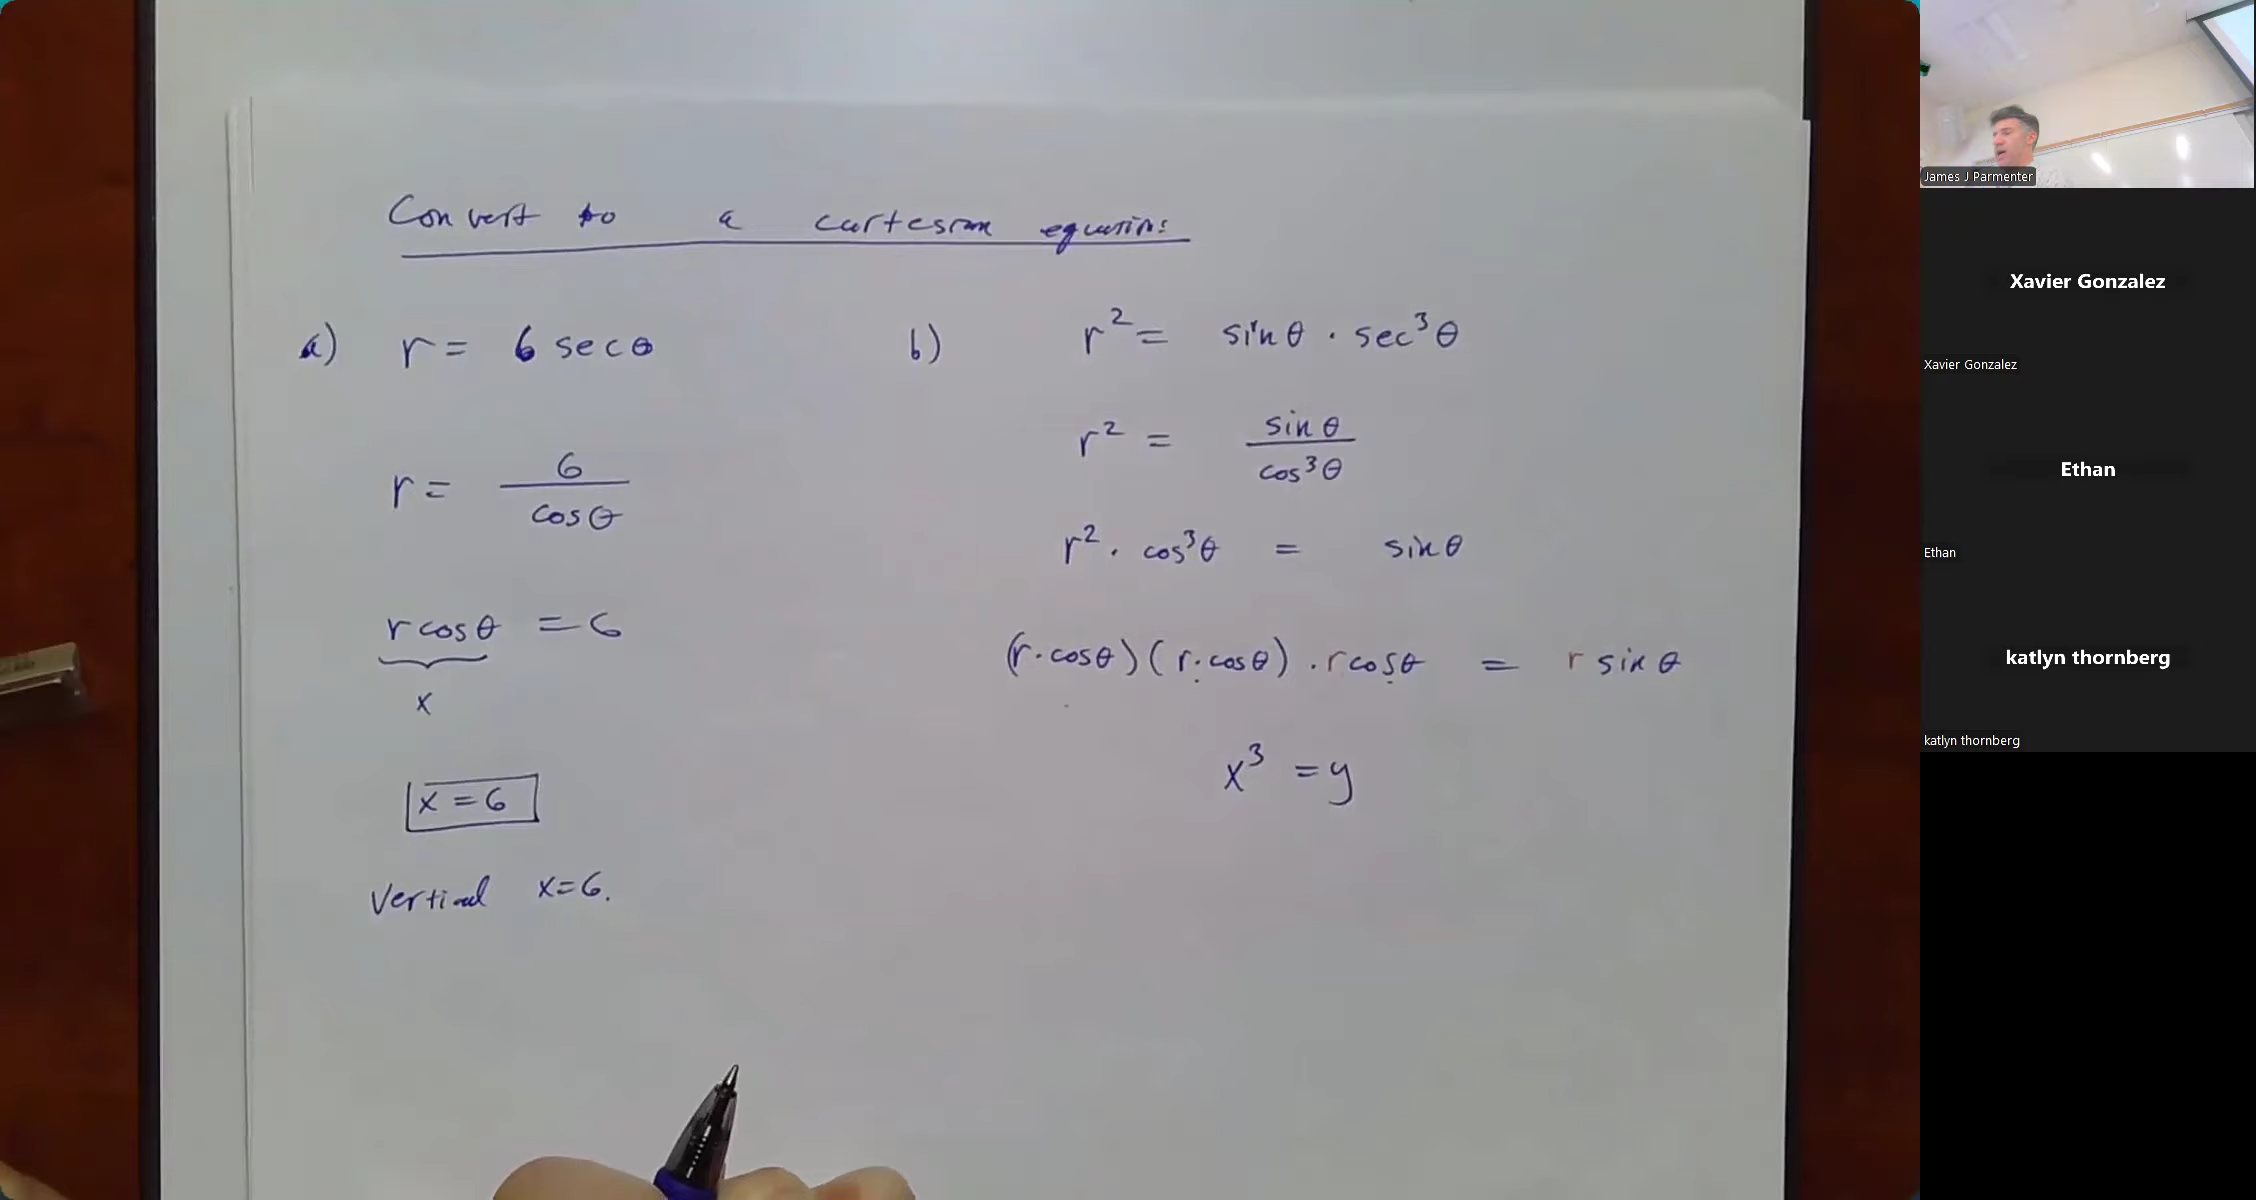 Convert to a cartesian equation:
a) r = 6 secθ
r = 6 / cosθ
r cosθ = 6
x
x = 6
Vertical x=6.
b) r² = sinθ · sec³θ
r² = sinθ / cos³θ
r² · cos³θ = sinθ
(r·cosθ)(r·cosθ) · r cosθ = r sinθ
x³ = y
James J Parmenter
Xavier Gonzalez
Xavier Gonzalez
Ethan
Ethan
katlyn thornberg
katlyn thornberg